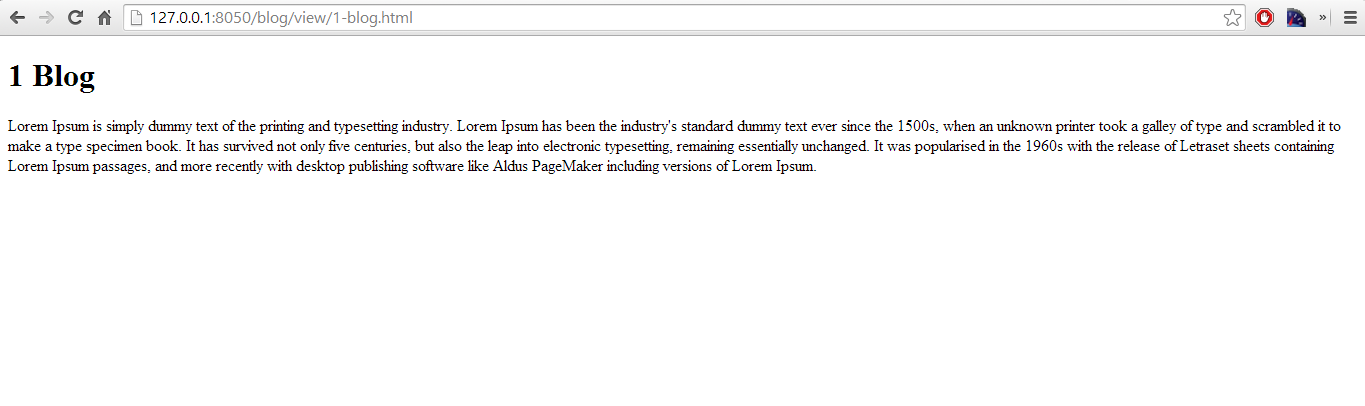 127.0.0.1:8050/blog/view/1-blog.html
»
1 Blog
Lorem Ipsum is simply dummy text of the printing and typesetting industry. Lorem Ipsum has been the industry's standard dummy text ever since the 1500s, when an unknown printer took a galley of type and scrambled it to
make a type specimen book. It has survived not only five centuries, but also the leap into electronic typesetting, remaining essentially unchanged. It was popularised in the 1960s with the release of Letraset sheets containing
Lorem Ipsum passages, and more recently with desktop publishing software like Aldus PageMaker including versions of Lorem Ipsum.